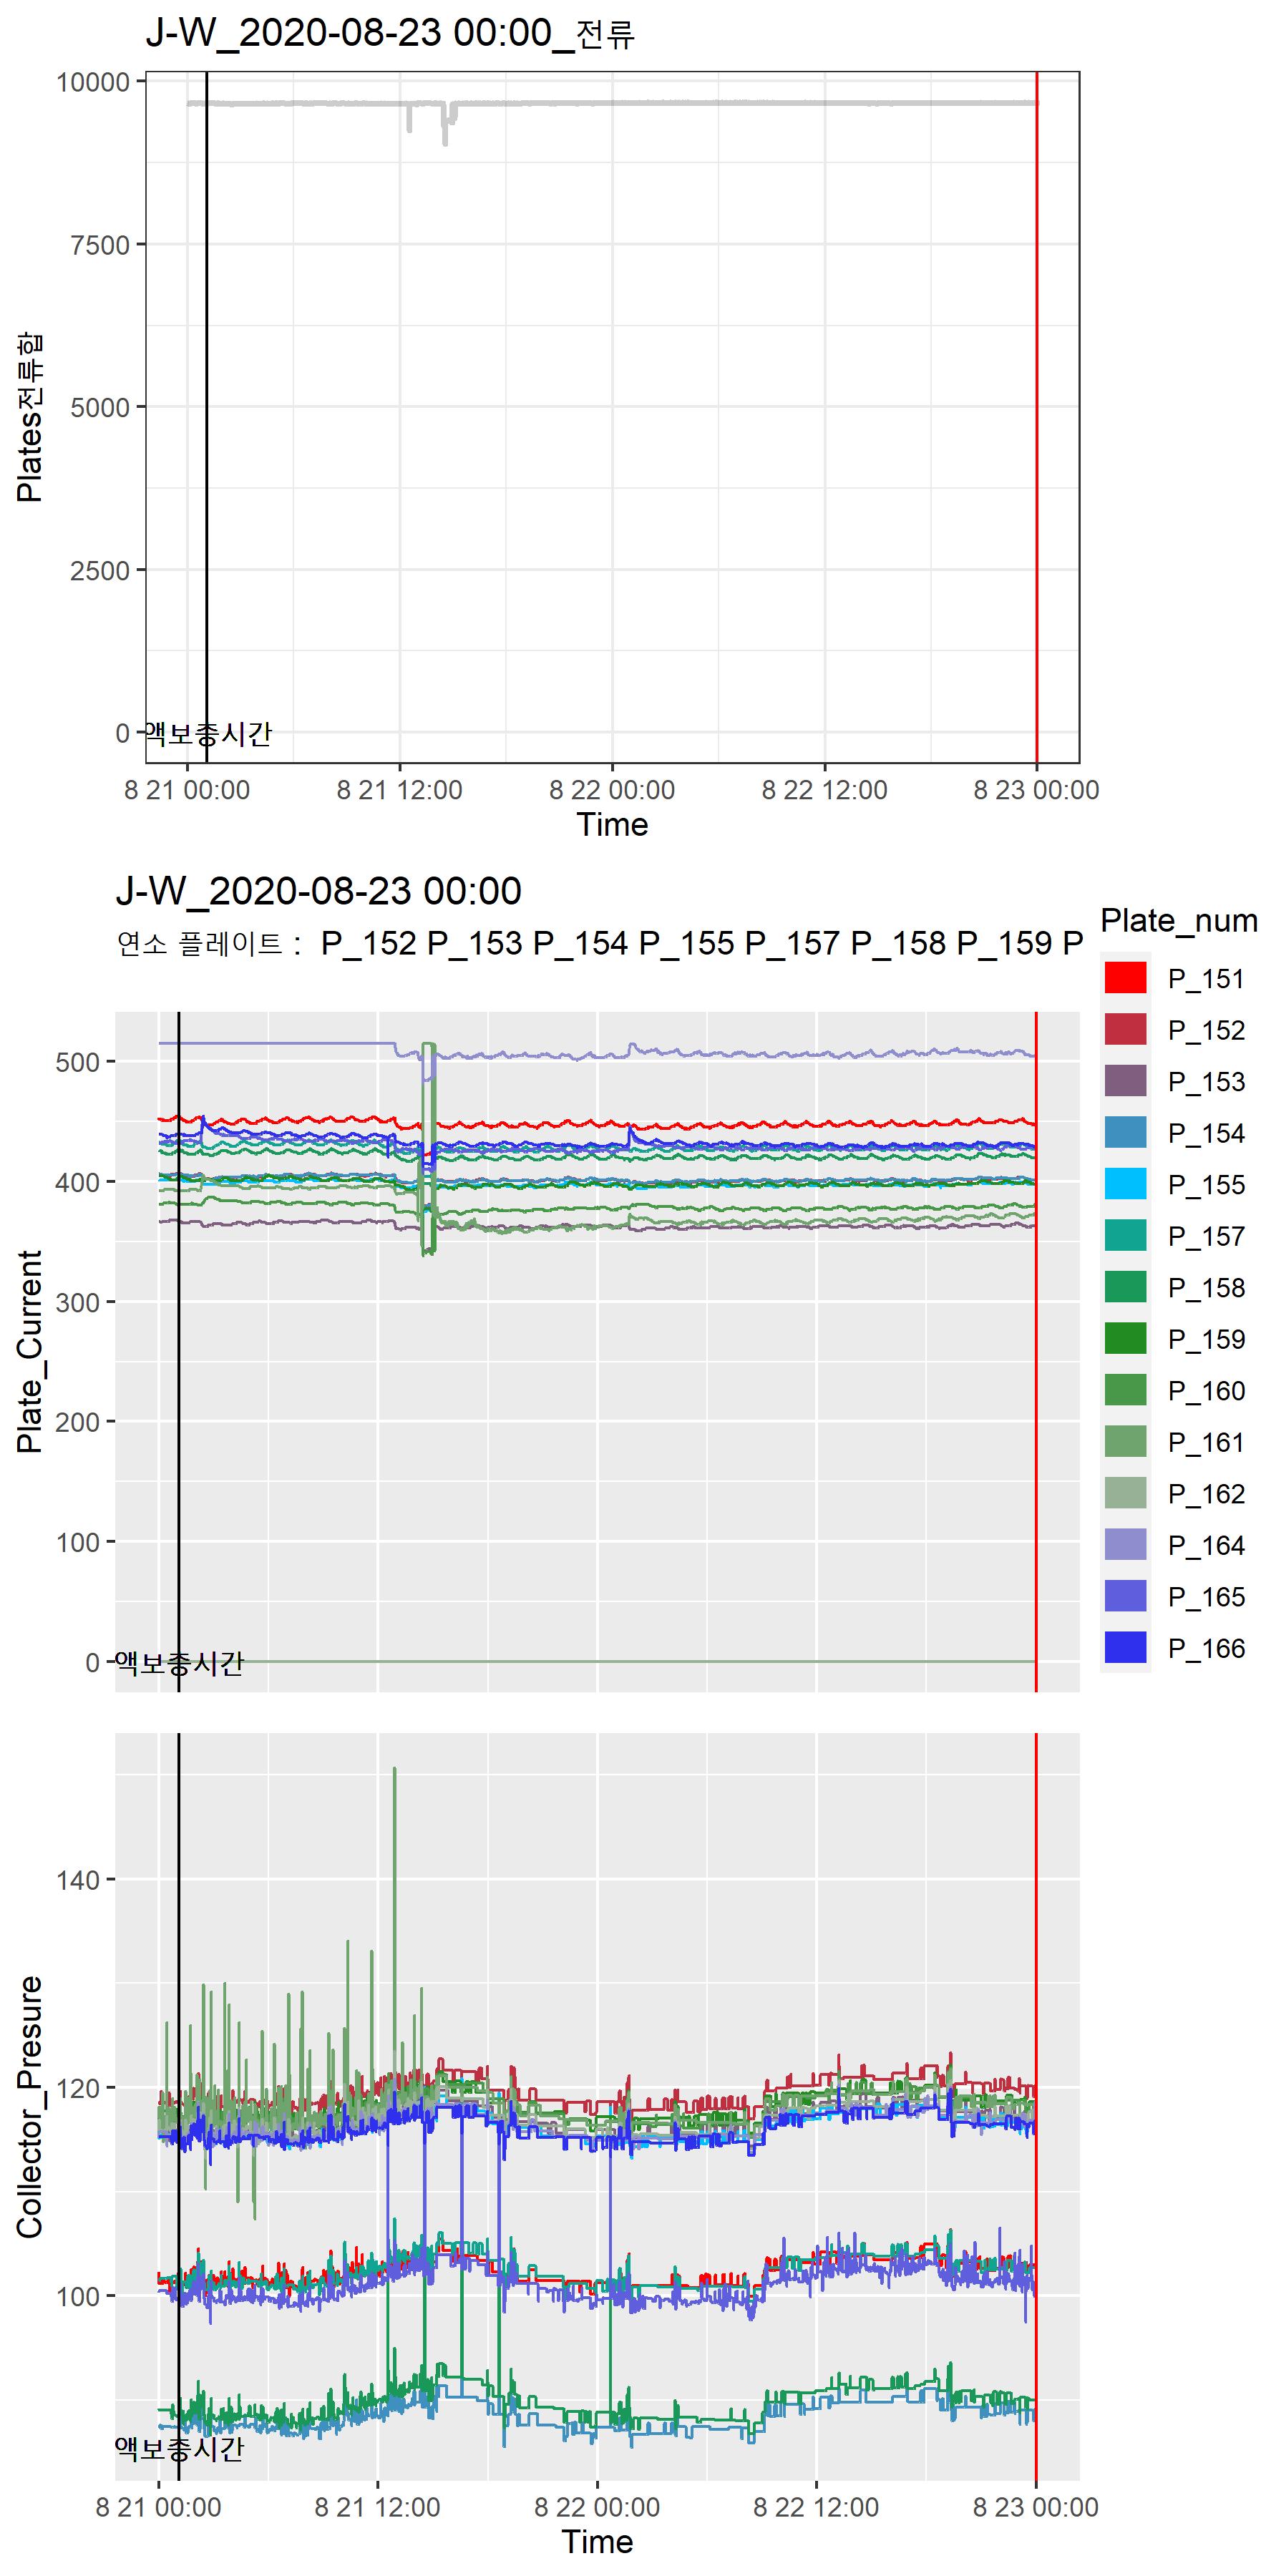 J-W_2020-08-23 00:00_전류
10000
7500
5000
2500
0
Plates전류합
액보충시간
8 21 00:00 8 21 12:00 8 22 00:00 8 22 12:00 8 23 00:00
Time
J-W_2020-08-23 00:00
연소 플레이트 : P_152 P_153 P_154 P_155 P_157 P_158 P_159 P
Plate_num
P_151
P_152
P_153
P_154
P_155
P_157
P_158
P_159
P_160
P_161
P_162
P_164
P_165
P_166
500
400
300
200
100
0
Plate_Current
액보충시간
140
120
100
Collector_Presure
액보충시간
8 21 00:00 8 21 12:00 8 22 00:00 8 22 12:00 8 23 00:00
Time